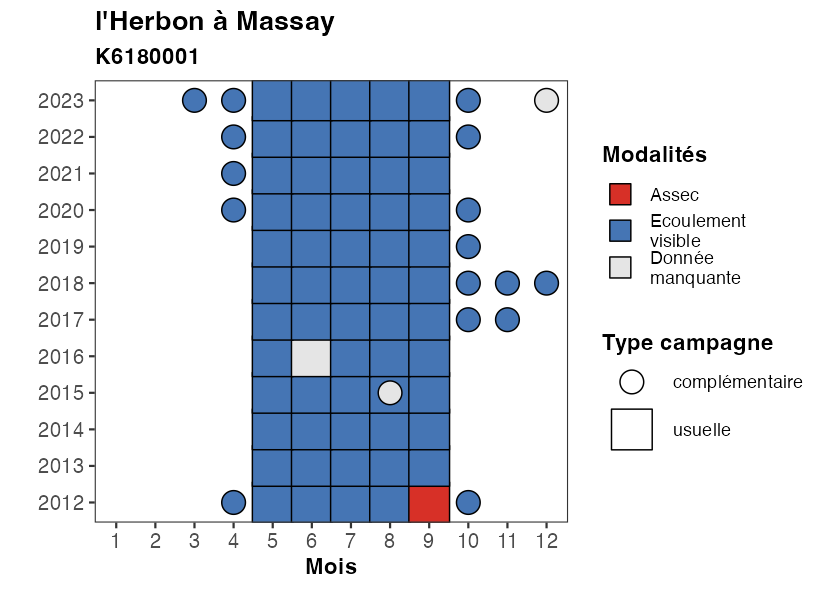 l'Herbon à Massay
K6180001
2023
2022
2021
2020
2019
2018
2017
2016
2015
2014
2013
2012
1 2 3 4 5 6 7 8 9 10 11 12
Mois
Modalités
Assec
Ecoulement
visible
Donnée
manquante
Type campagne
complémentaire
usuelle